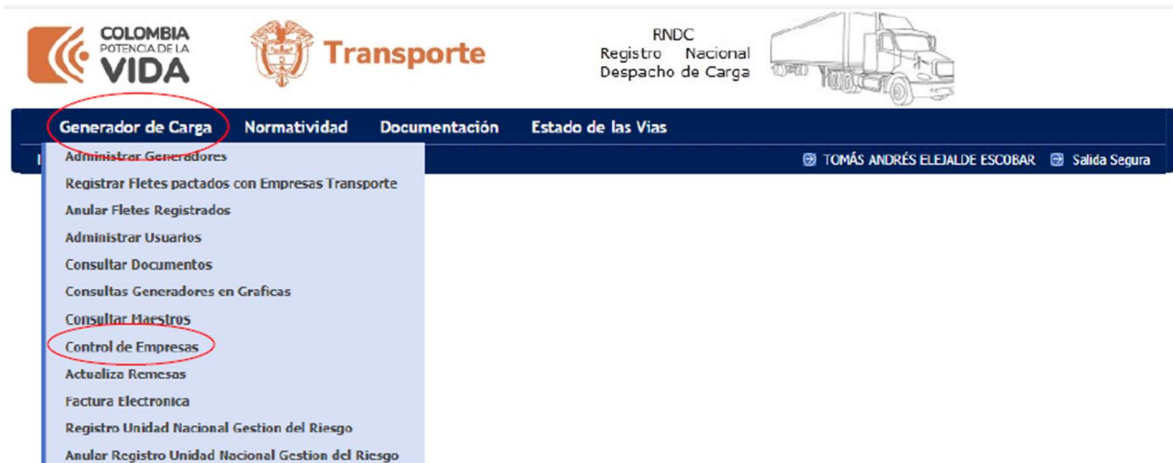 COLOMBIA
POTENCIA DE LA
VIDA
Transporte
RNDC
Registro Nacional
Despacho de Carga
Generador de Carga Normatividad Documentación Estado de las Vias
TOMÁS ANDRÉS ELEJALDE ESCOBAR Salida Segura
Administrar Generadores
Registrar Fletes pactados con Empresas Transporte
Anular Fletes Registrados
Administrar Usuarios
Consultar Documentos
Consultas Generadores en Graficas
Consultar Maestros
Control de Empresas
Actualiza Remesas
Factura Electronica
Registro Unidad Nacional Gestion del Riesgo
Anular Registro Unidad Nacional Gestion del Riesgo